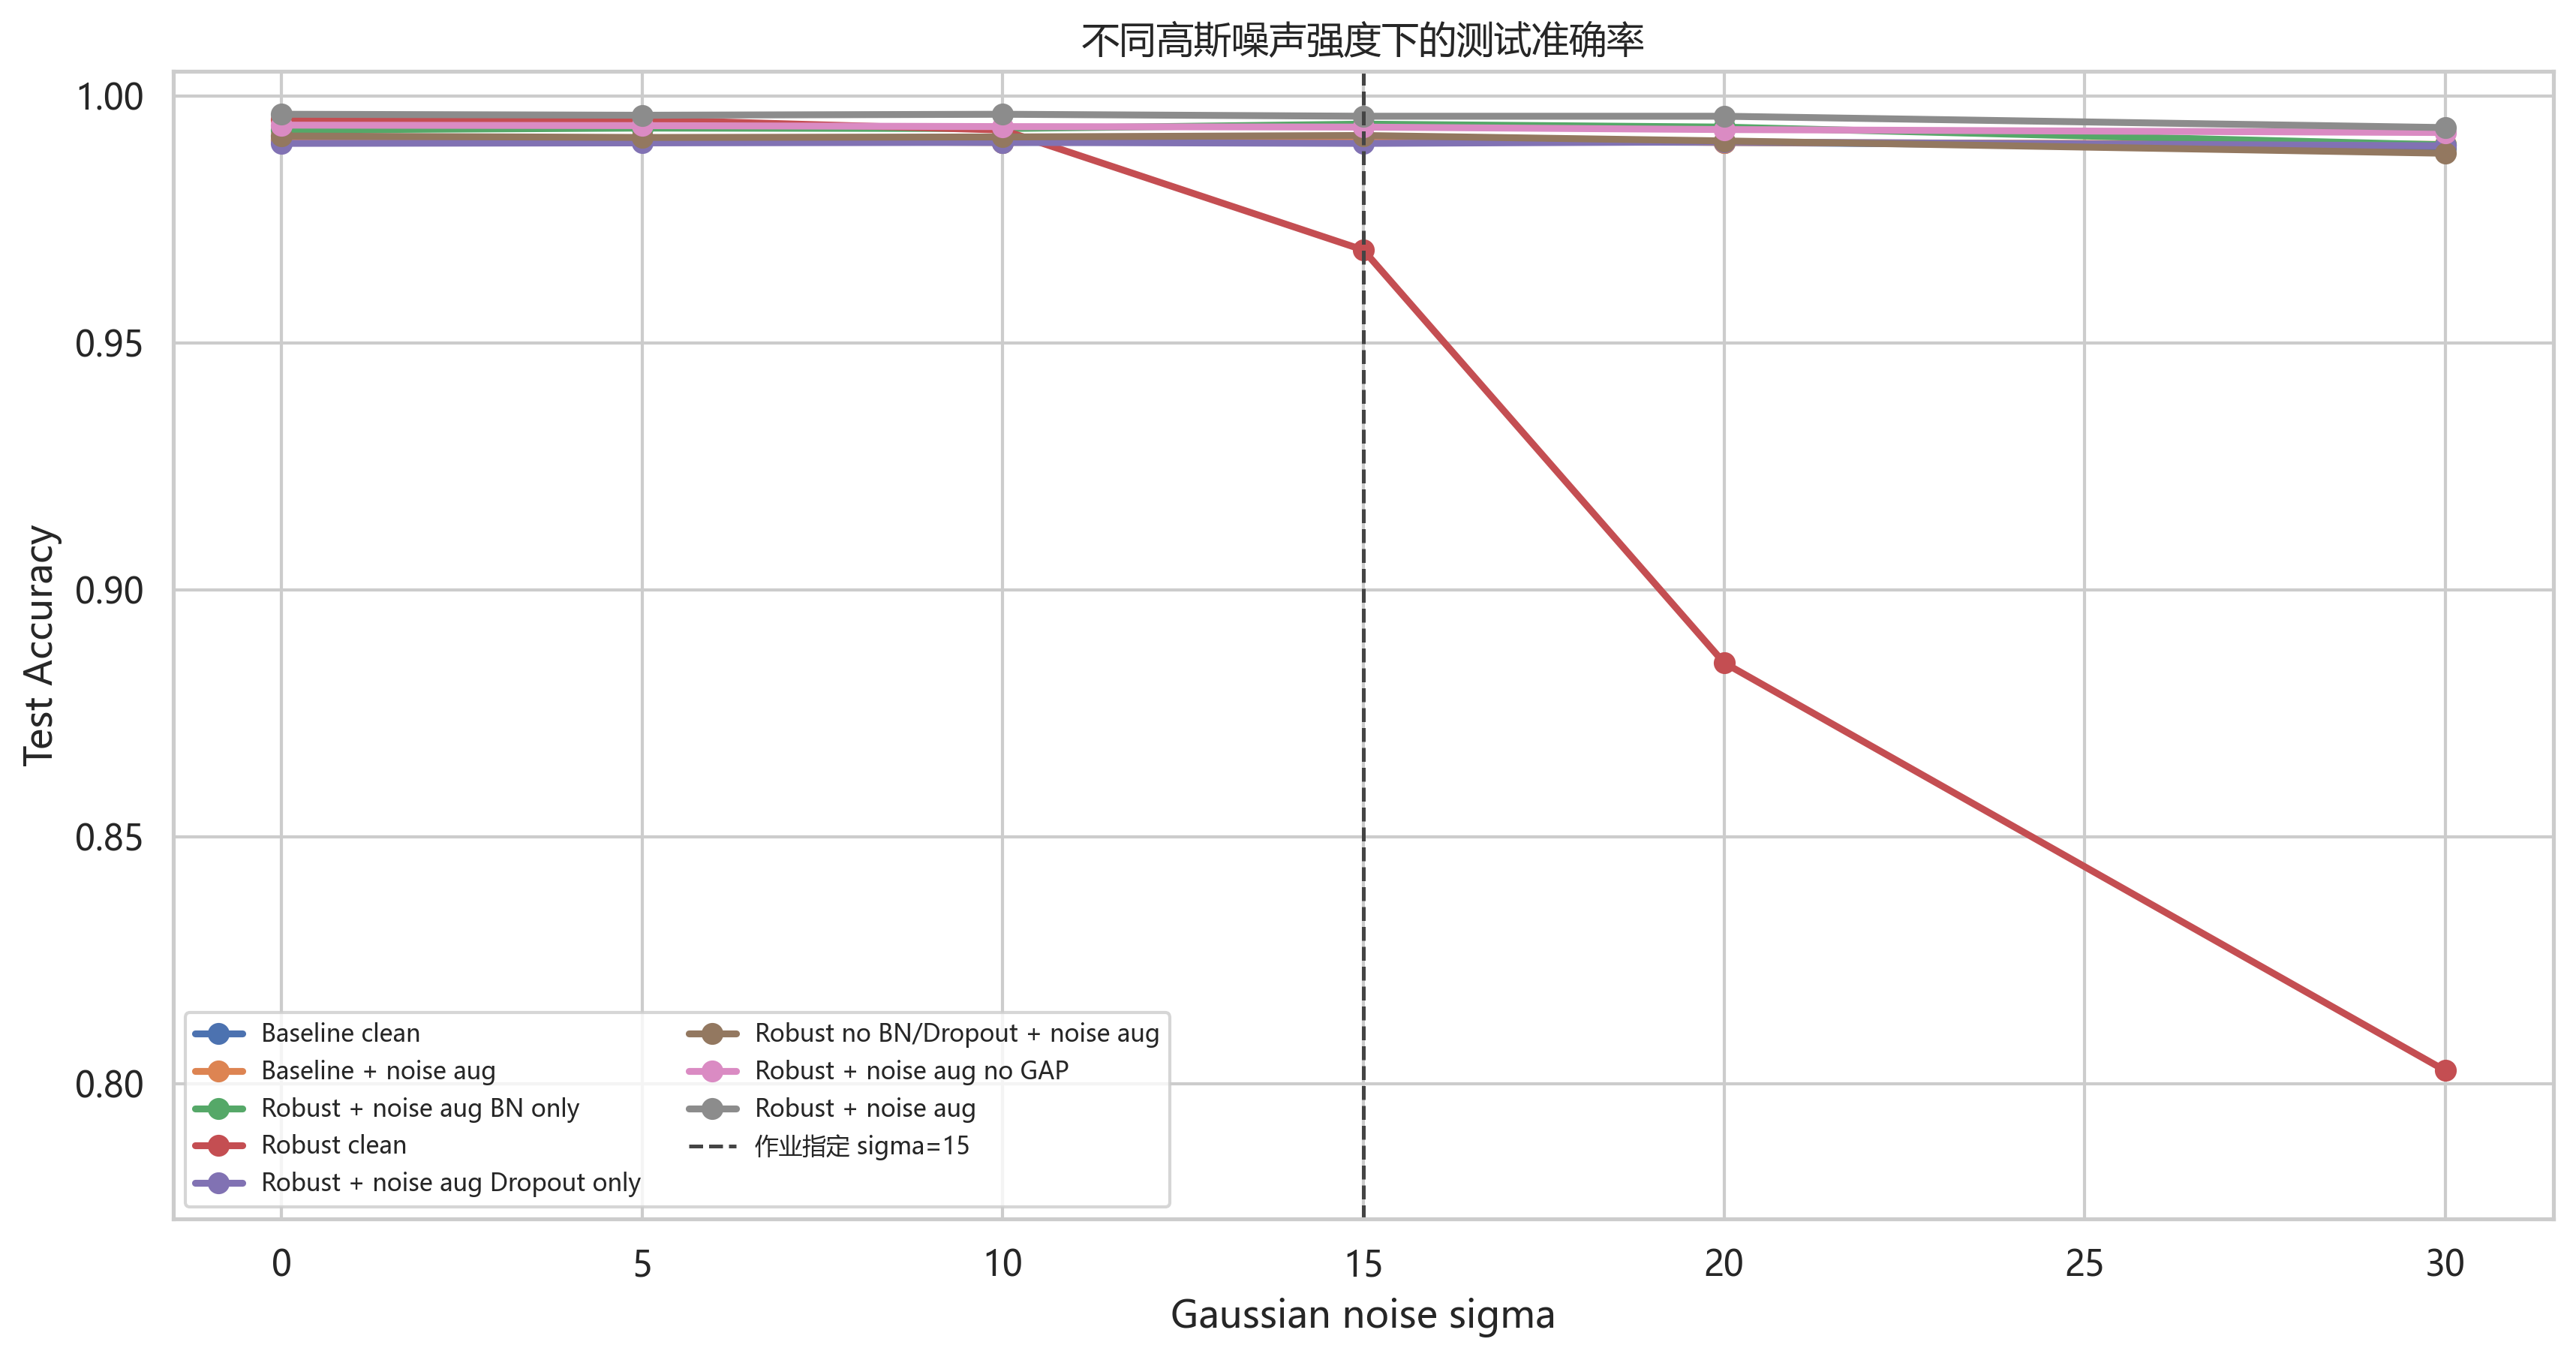 不同高斯噪声强度下的测试准确率
1.00
0.95
0.90
0.85
0.80
Test Accuracy
Baseline clean
Baseline + noise aug
Robust + noise aug BN only
Robust clean
Robust + noise aug Dropout only
Robust no BN/Dropout + noise aug
Robust + noise aug no GAP
Robust + noise aug
作业指定 sigma=15
0 5 10 15 20 25 30
Gaussian noise sigma